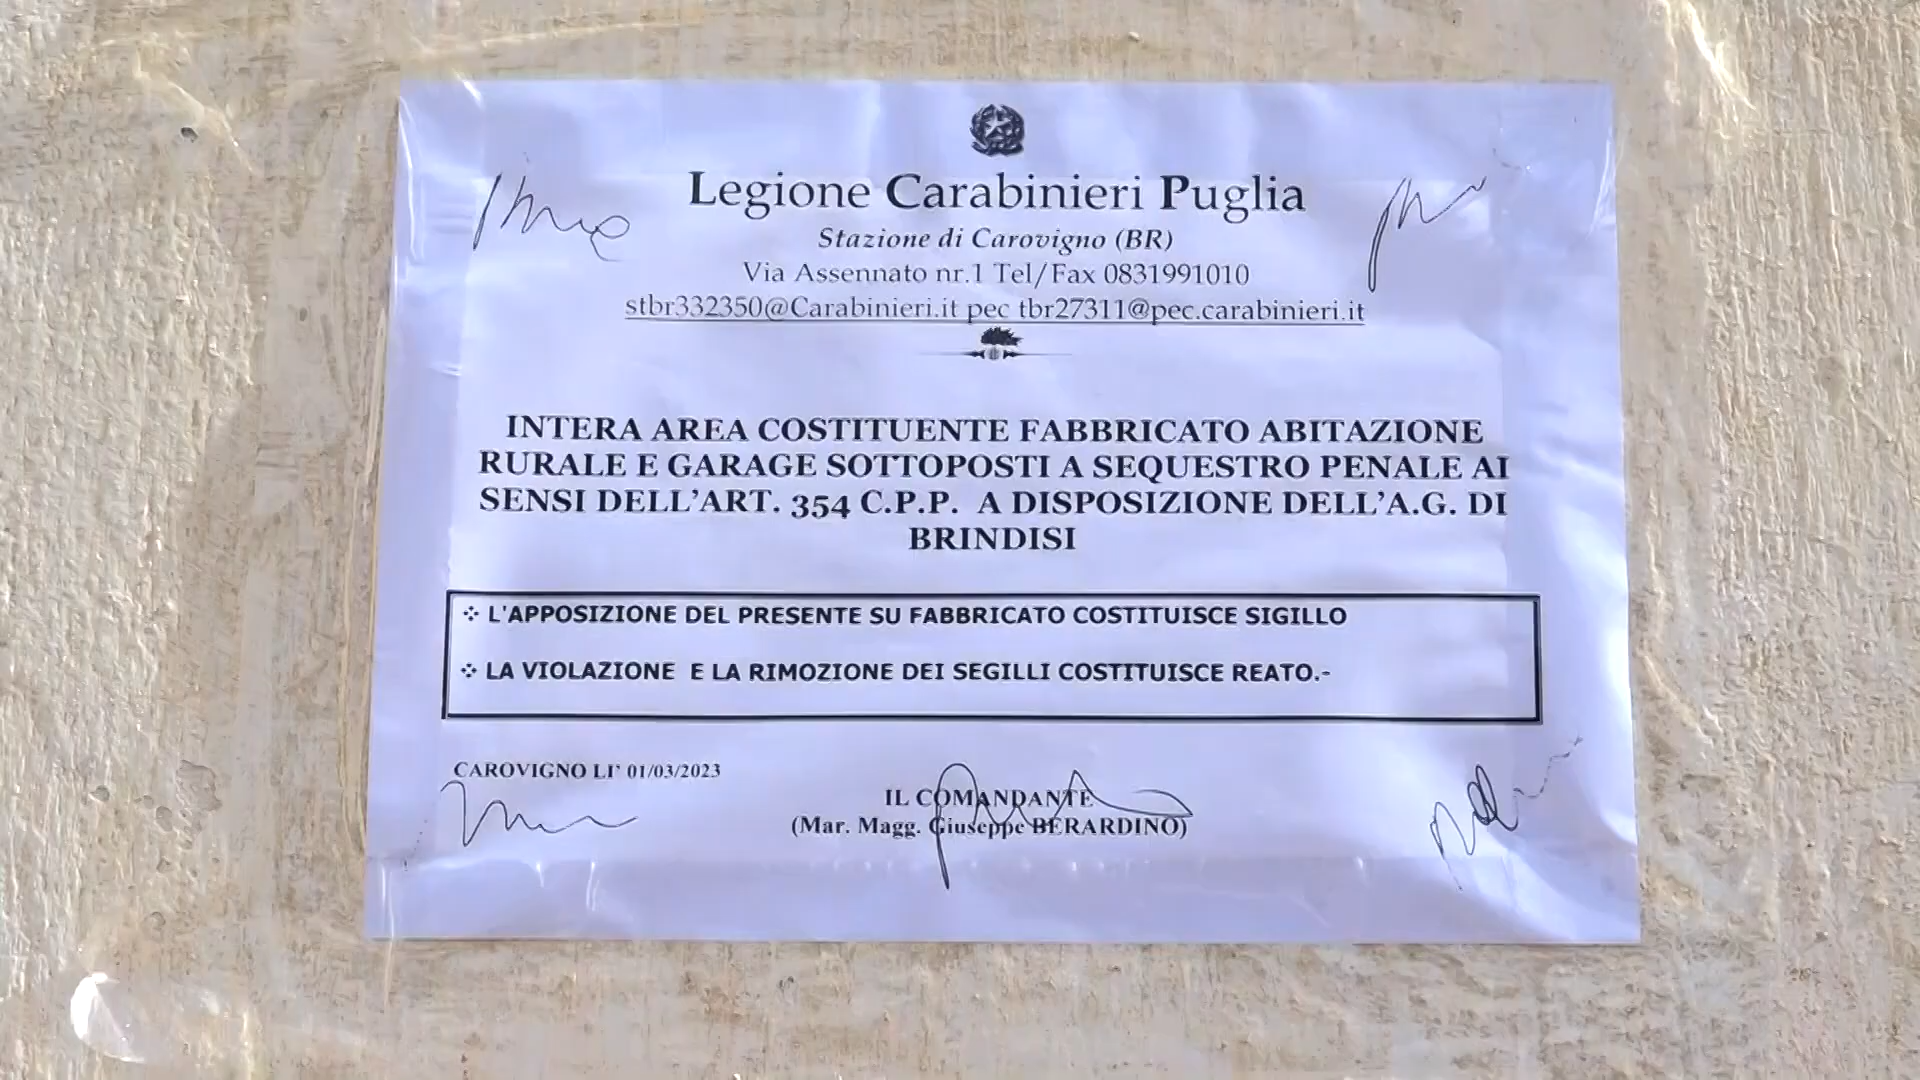 Legione Carabinieri Puglia
Stazione di Carovigno (BR)
Via Assennato nr.1 Tel/Fax 0831991010
stbr332350@Carabinieri.it pec tbr27311@pec.carabinieri.it
INTERA AREA COSTITUENTE FABBRICATO ABITAZIONE
RURALE E GARAGE SOTTOPOSTI A SEQUESTRO PENALE AI
SENSI DELL'ART. 354 C.P.P. A DISPOSIZIONE DELL'A.G. DI
BRINDISI
❖ L'APPOSIZIONE DEL PRESENTE SU FABBRICATO COSTITUISCE SIGILLO
❖ LA VIOLAZIONE E LA RIMOZIONE DEI SEGILLI COSTITUISCE REATO.-
CAROVIGNO LI' 01/03/2023
IL COMANDANTE
(Mar. Magg. Giuseppe BERARDINO)